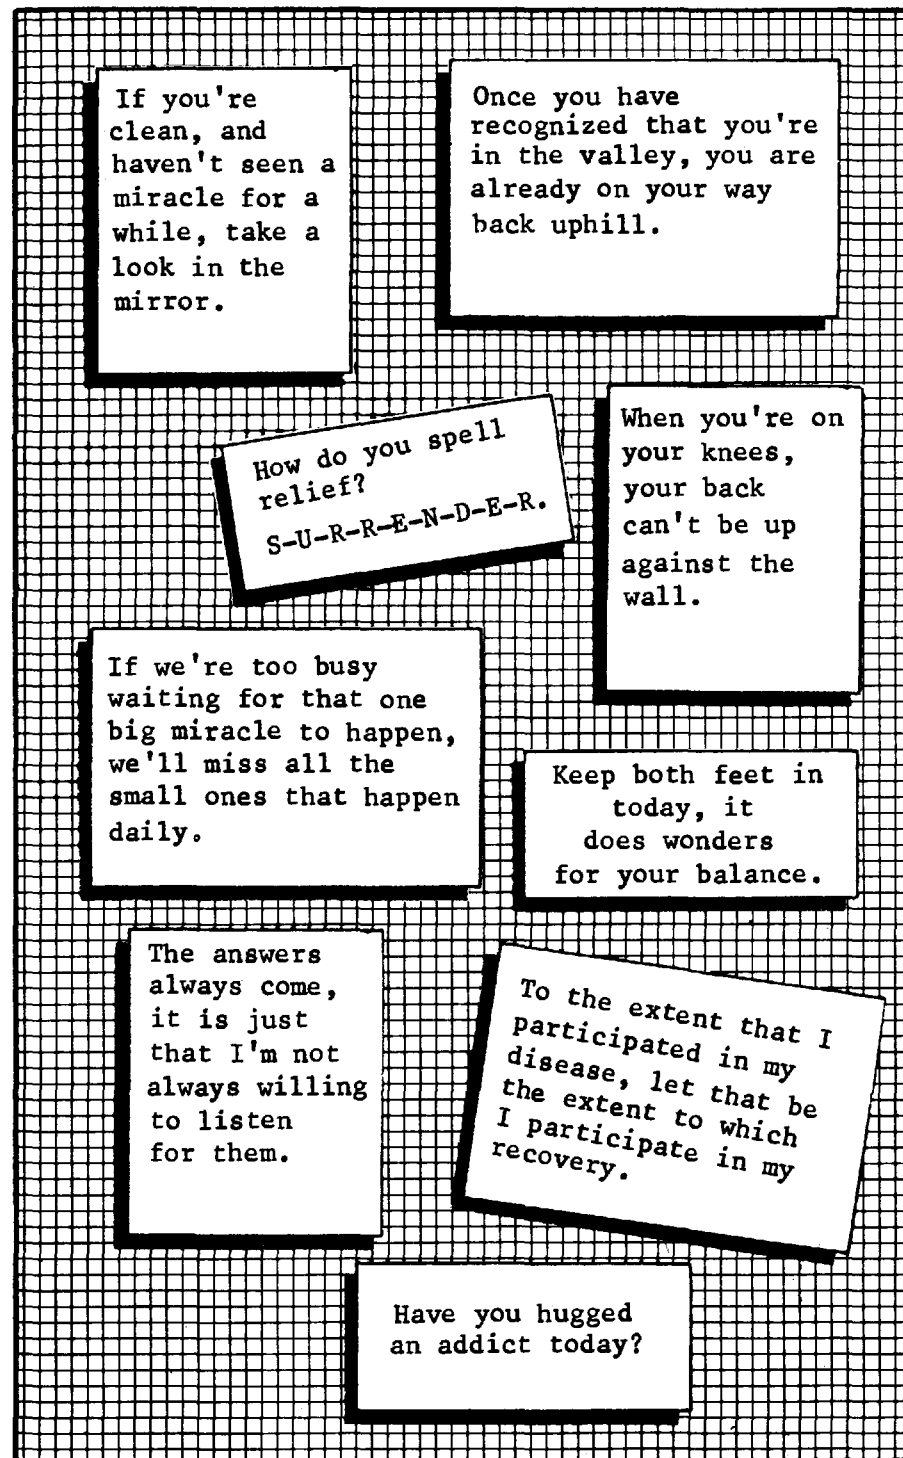 If you're
clean, and
haven't seen a
miracle for a
while, take a
look in the
mirror.
Once you have
recognized that you're
in the valley, you are
already on your way
back uphill.
How do you spell
relief?
S-U-R-R-E-N-D-E-R.
When you're on
your knees,
your back
can't be up
against the
wall.
If we're too busy
waiting for that one
big miracle to happen,
we'll miss all the
small ones that happen
daily.
Keep both feet in
today, it
does wonders
for your balance.
The answers
always come,
it is just
that I'm not
always willing
to listen
for them.
To the extent that I
participated in my
disease, let that be
the extent to which
I participate in my
recovery.
Have you hugged
an addict today?